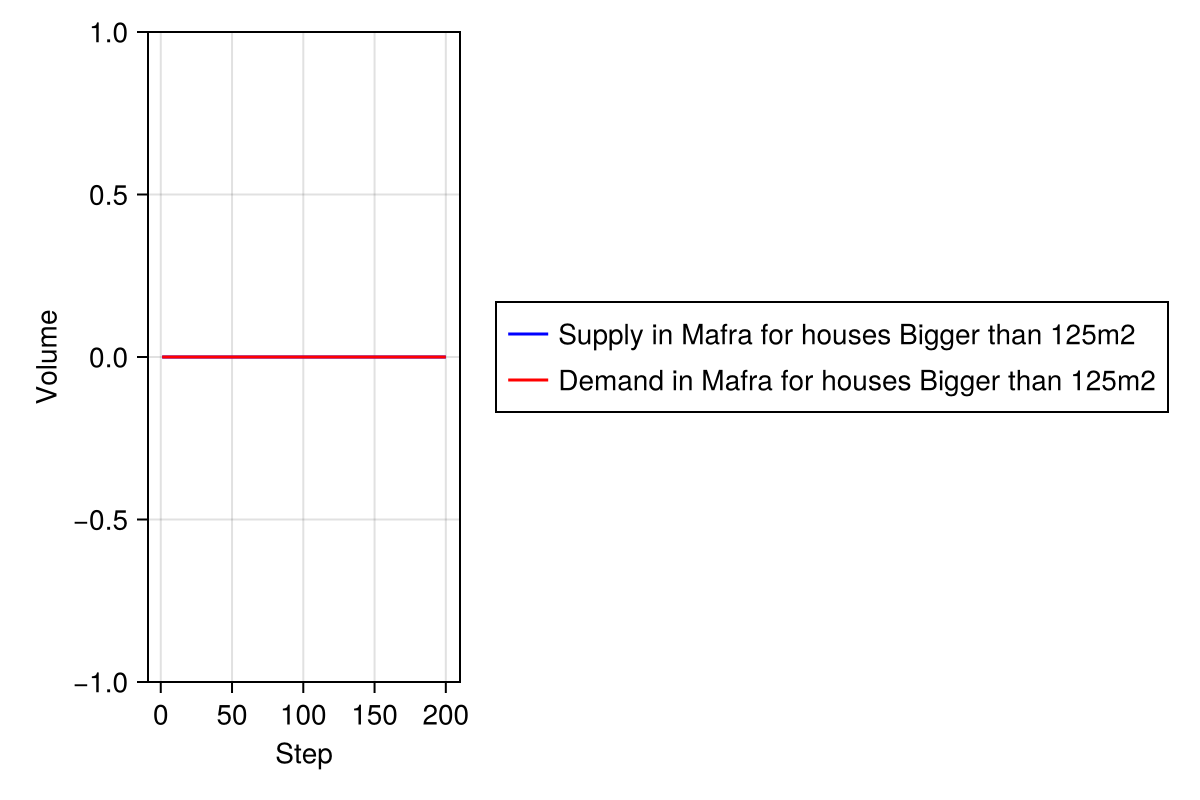 1.0
0.5
0.0
−0.5
−1.0
Volume
0 50 100 150 200
Step
Supply in Mafra for houses Bigger than 125m2
Demand in Mafra for houses Bigger than 125m2